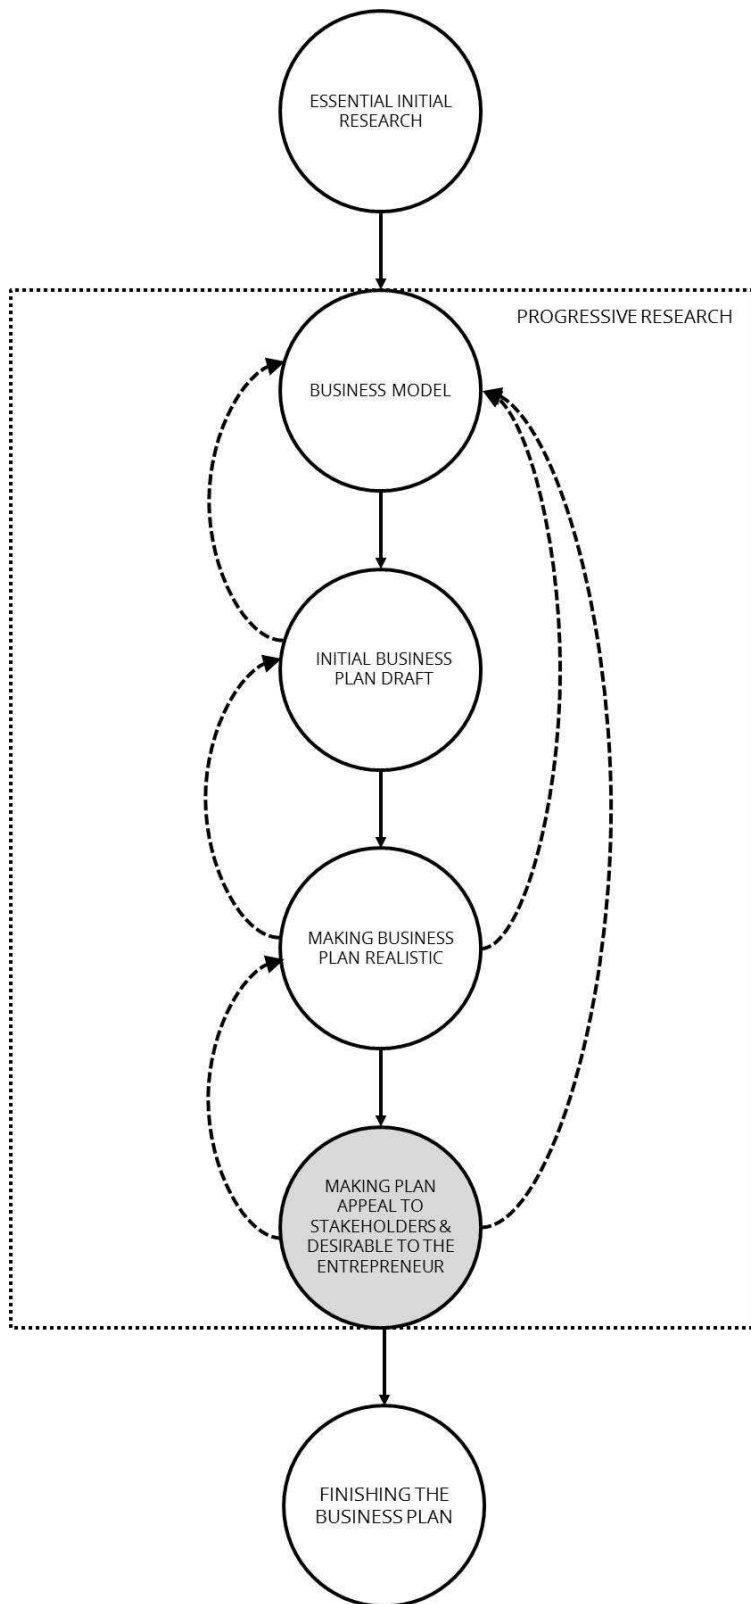 ESSENTIAL INITIAL
RESEARCH
PROGRESSIVE RESEARCH
BUSINESS MODEL
INITIAL BUSINESS
PLAN DRAFT
MAKING BUSINESS
PLAN REALISTIC
MAKING PLAN
APPEAL TO
STAKEHOLDERS &
DESIRABLE TO THE
ENTREPRENEUR
FINISHING THE
BUSINESS PLAN